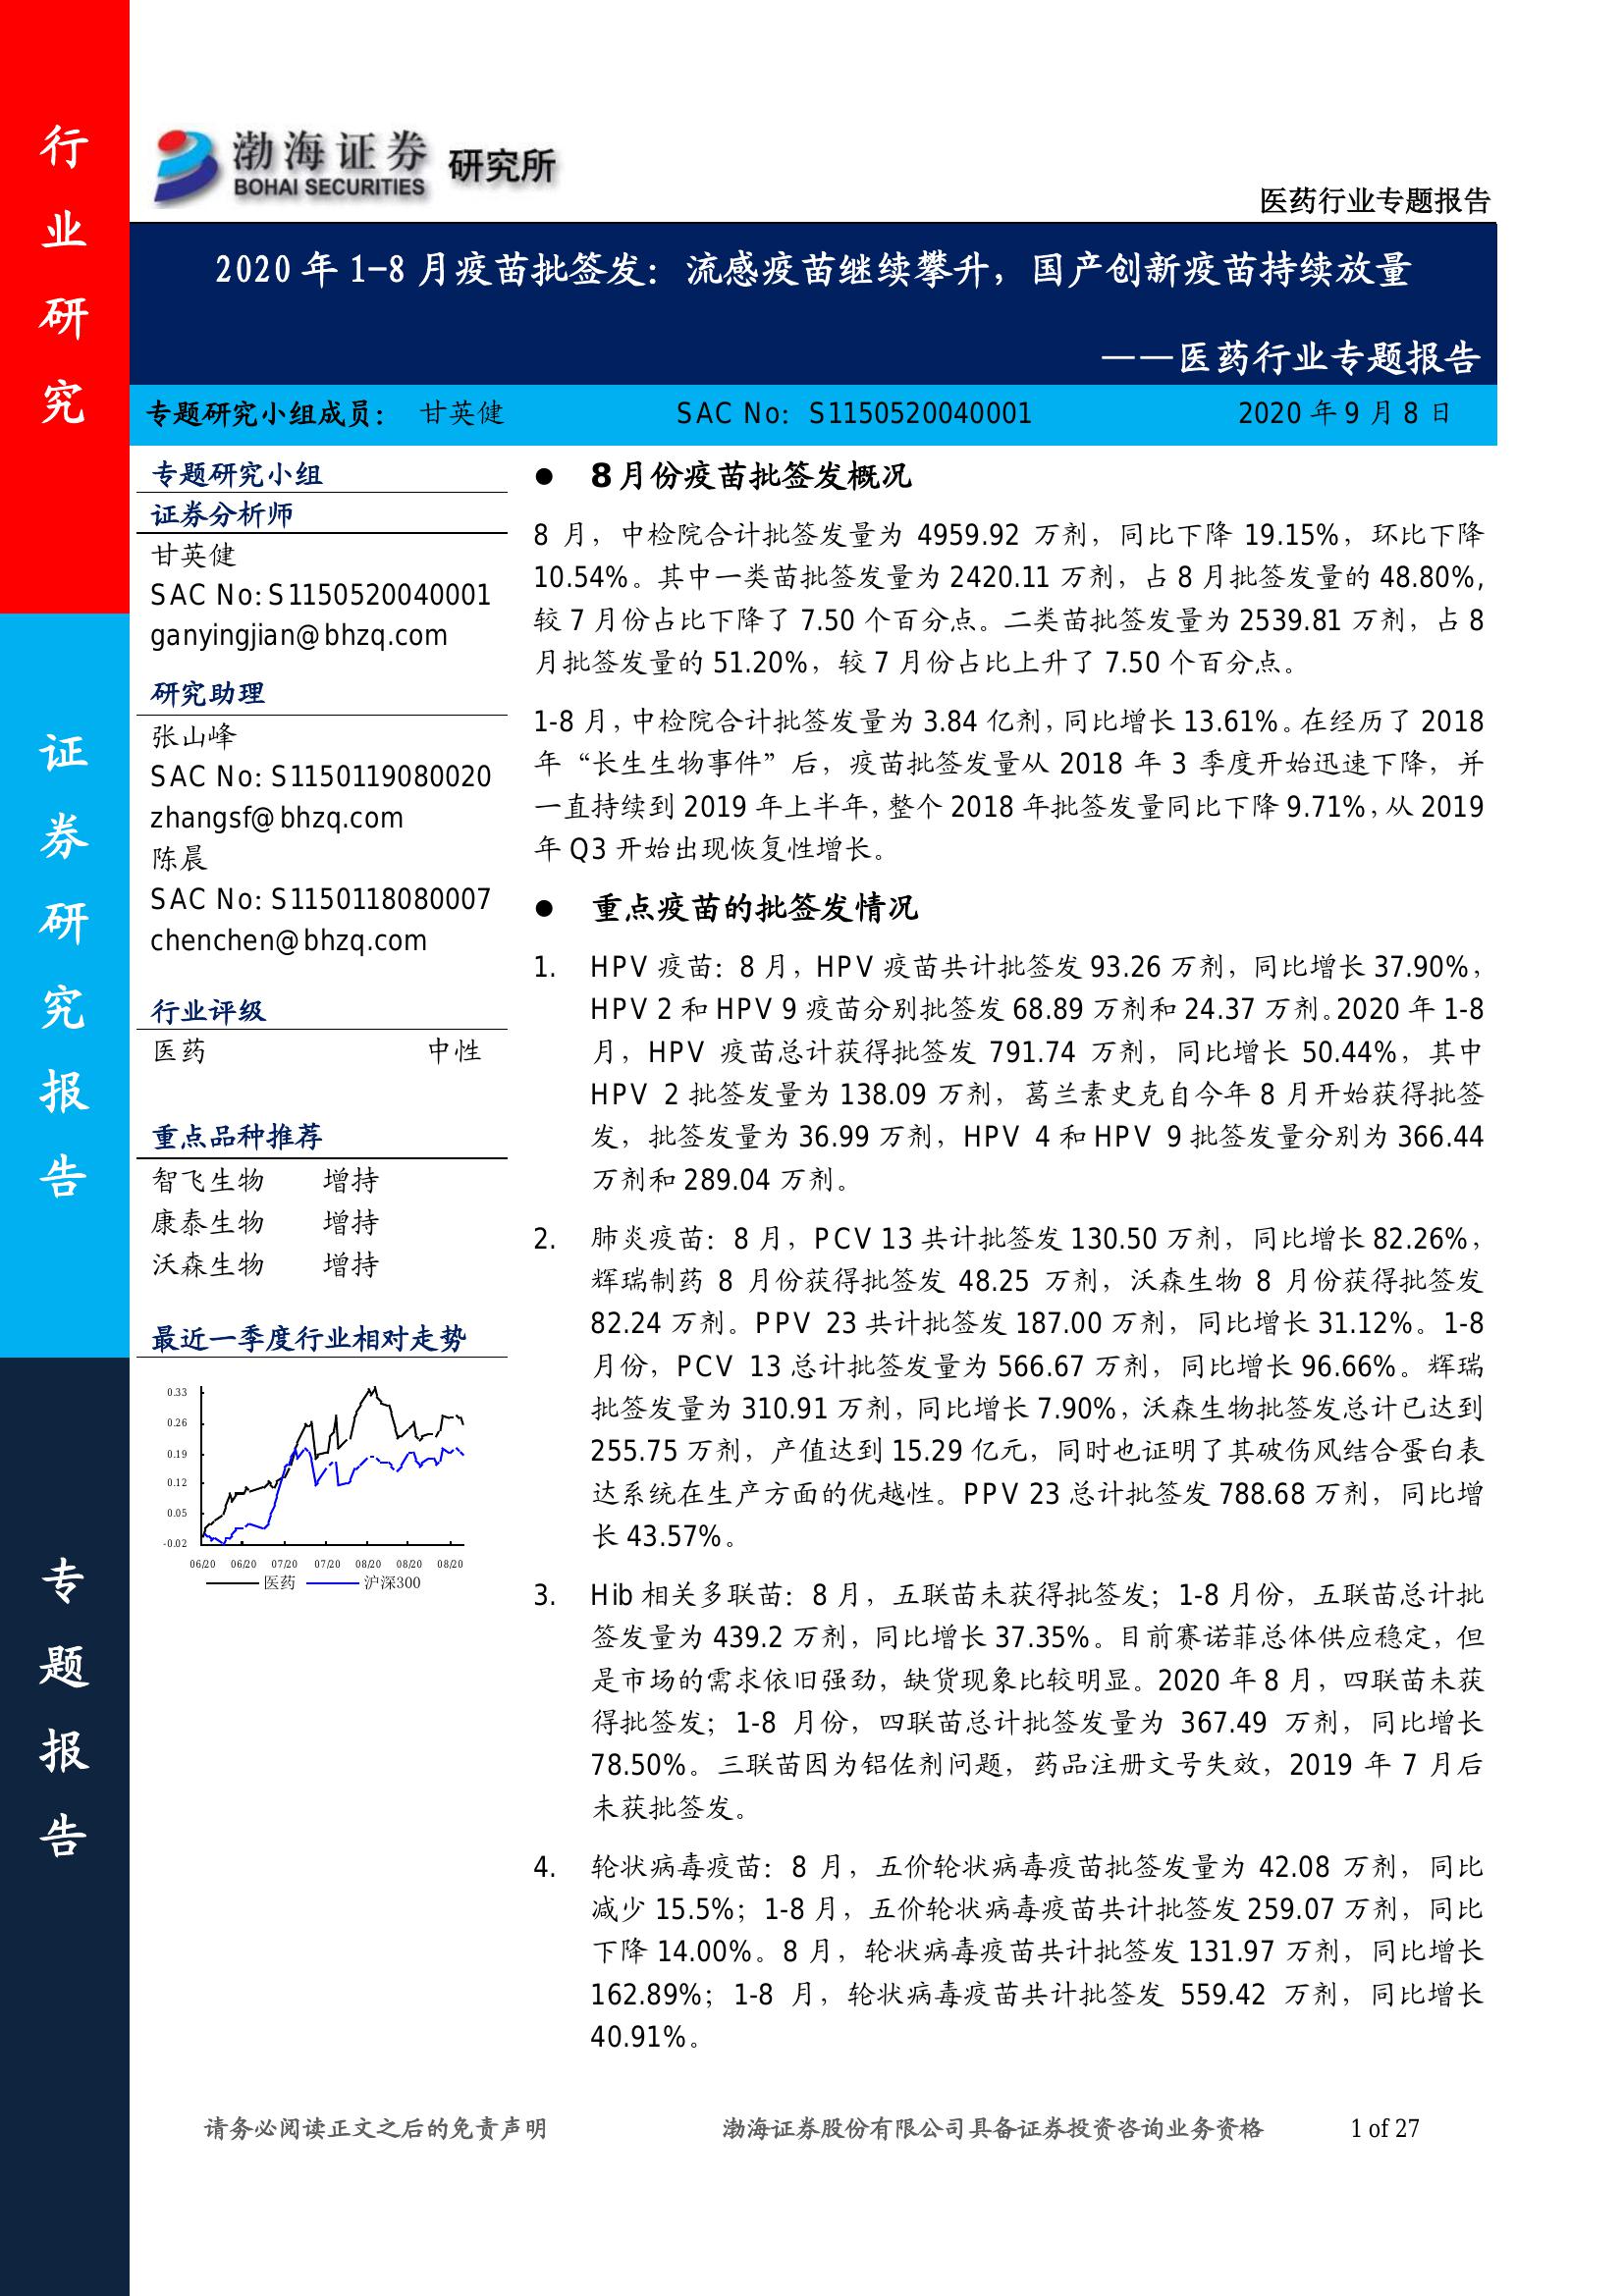 行业研究
证券研究报告
专题报告
渤海证券
BOHAI SECURITIES
研究所
医药行业专题报告
2020 年 1-8 月疫苗批签发：流感疫苗继续攀升，国产创新疫苗持续放量
——医药行业专题报告
专题研究小组成员： 甘英健 SAC No：S1150520040001 2020 年 9 月 8 日
专题研究小组
证券分析师
甘英健
SAC No: S1150520040001
ganyingjian@bhzq.com
研究助理
张山峰
SAC No: S1150119080020
zhangsf@bhzq.com
陈晨
SAC No: S1150118080007
chenchen@bhzq.com
行业评级
医药 中性
重点品种推荐
智飞生物 增持
康泰生物 增持
沃森生物 增持
最近一季度行业相对走势
0.33
0.26
0.19
0.12
0.05
-0.02
06/20 06/20 07/20 07/20 08/20 08/20 08/20
医药 沪深300
● 8 月份疫苗批签发概况
8 月，中检院合计批签发量为 4959.92 万剂，同比下降 19.15%，环比下降
10.54%。其中一类苗批签发量为 2420.11 万剂，占 8 月批签发量的 48.80%，
较 7 月份占比下降了 7.50 个百分点。二类苗批签发量为 2539.81 万剂，占 8
月批签发量的 51.20%，较 7 月份占比上升了 7.50 个百分点。
1-8 月，中检院合计批签发量为 3.84 亿剂，同比增长 13.61%。在经历了 2018
年“长生生物事件”后，疫苗批签发量从 2018 年 3 季度开始迅速下降，并
一直持续到 2019 年上半年，整个 2018 年批签发量同比下降 9.71%，从 2019
年 Q3 开始出现恢复性增长。
● 重点疫苗的批签发情况
1. HPV 疫苗：8 月，HPV 疫苗共计批签发 93.26 万剂，同比增长 37.90%，
HPV 2 和 HPV 9 疫苗分别批签发 68.89 万剂和 24.37 万剂。2020 年 1-8
月，HPV 疫苗总计获得批签发 791.74 万剂，同比增长 50.44%，其中
HPV 2 批签发量为 138.09 万剂，葛兰素史克自今年 8 月开始获得批签
发，批签发量为 36.99 万剂，HPV 4 和 HPV 9 批签发量分别为 366.44
万剂和 289.04 万剂。
2. 肺炎疫苗：8 月，PCV 13 共计批签发 130.50 万剂，同比增长 82.26%，
辉瑞制药 8 月份获得批签发 48.25 万剂，沃森生物 8 月份获得批签发
82.24 万剂。PPV 23 共计批签发 187.00 万剂，同比增长 31.12%。1-8
月份，PCV 13 总计批签发量为 566.67 万剂，同比增长 96.66%。辉瑞
批签发量为 310.91 万剂，同比增长 7.90%，沃森生物批签发总计已达到
255.75 万剂，产值达到 15.29 亿元，同时也证明了其破伤风结合蛋白表
达系统在生产方面的优越性。PPV 23 总计批签发 788.68 万剂，同比增
长 43.57%。
3. Hib 相关多联苗：8 月，五联苗未获得批签发；1-8 月份，五联苗总计批
签发量为 439.2 万剂，同比增长 37.35%。目前赛诺菲总体供应稳定，但
是市场的需求依旧强劲，缺货现象比较明显。2020 年 8 月，四联苗未获
得批签发；1-8 月份，四联苗总计批签发量为 367.49 万剂，同比增长
78.50%。三联苗因为铝佐剂问题，药品注册文号失效，2019 年 7 月后
未获批签发。
4. 轮状病毒疫苗：8 月，五价轮状病毒疫苗批签发量为 42.08 万剂，同比
减少 15.5%；1-8 月，五价轮状病毒疫苗共计批签发 259.07 万剂，同比
下降 14.00%。8 月，轮状病毒疫苗共计批签发 131.97 万剂，同比增长
162.89%；1-8 月，轮状病毒疫苗共计批签发 559.42 万剂，同比增长
40.91%。
请务必阅读正文之后的免责声明 渤海证券股份有限公司具备证券投资咨询业务资格 1 of 27